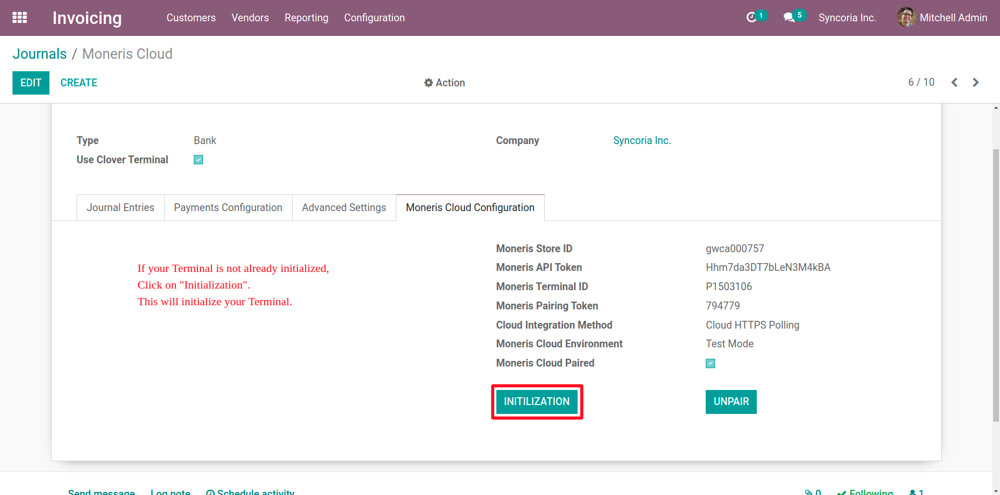 Invoicing Customers Vendors Reporting Configuration 1 5 Syncoria Inc. Mitchell Admin
Journals / Moneris Cloud
EDIT CREATE Action 6 / 10
Type Bank Company Syncoria Inc.
Use Clover Terminal
Journal Entries Payments Configuration Advanced Settings Moneris Cloud Configuration
If your Terminal is not already initialized,
Click on "Initialization".
This will initialize your Terminal.
Moneris Store ID gwca000757
Moneris API Token Hhm7da3DT7bLeN3M4kBA
Moneris Terminal ID P1503106
Moneris Pairing Token 794779
Cloud Integration Method Cloud HTTPS Polling
Moneris Cloud Environment Test Mode
Moneris Cloud Paired
INITILIZATION UNPAIR
Send message Log note Schedule activity 0 Following 1